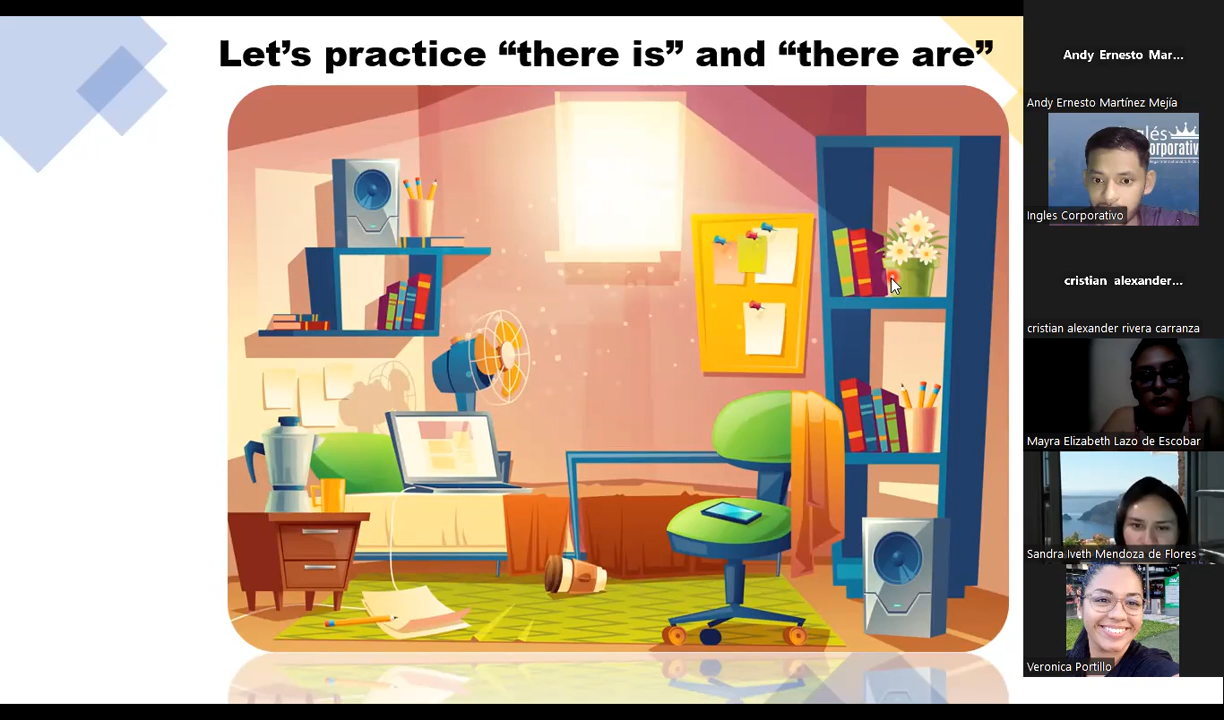 Let's practice “there is” and “there are”
Andy Ernesto Mar...
Andy Ernesto Martínez Mejía
Ingles Corporativo
cristian alexander...
cristian alexander rivera carranza
Mayra Elizabeth Lazo de Escobar
Sandra Iveth Mendoza de Flores
Veronica Portillo